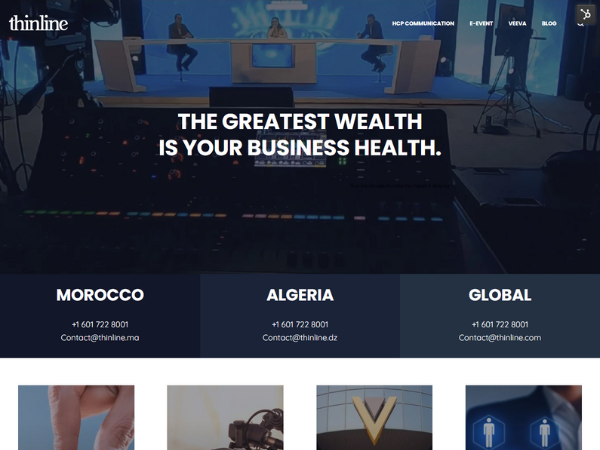 thinline
HCP COMMUNICATION E-EVENT VEEVA BLOG
THE GREATEST WEALTH
IS YOUR BUSINESS HEALTH.
MOROCCO
+1 601 722 8001
Contact@thinline.ma
ALGERIA
+1 601 722 8001
Contact@thinline.dz
GLOBAL
+1 601 722 8001
Contact@thinline.com